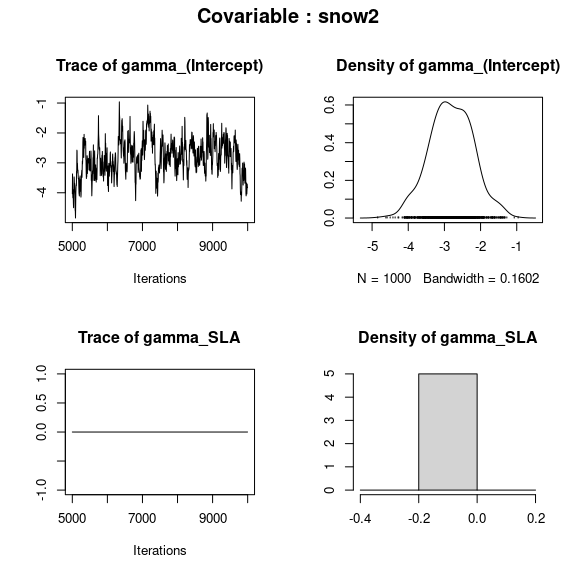 Covariable : snow2
Trace of gamma_(Intercept)
-1
-2
-3
-4
5000 7000 9000
Iterations
Density of gamma_(Intercept)
0.6
0.4
0.2
0.0
-5 -4 -3 -2 -1
N = 1000 Bandwidth = 0.1602
Trace of gamma_SLA
1.0
0.5
0.0
-1.0
5000 7000 9000
Iterations
Density of gamma_SLA
5
4
3
2
1
0
-0.4 -0.2 0.0 0.2